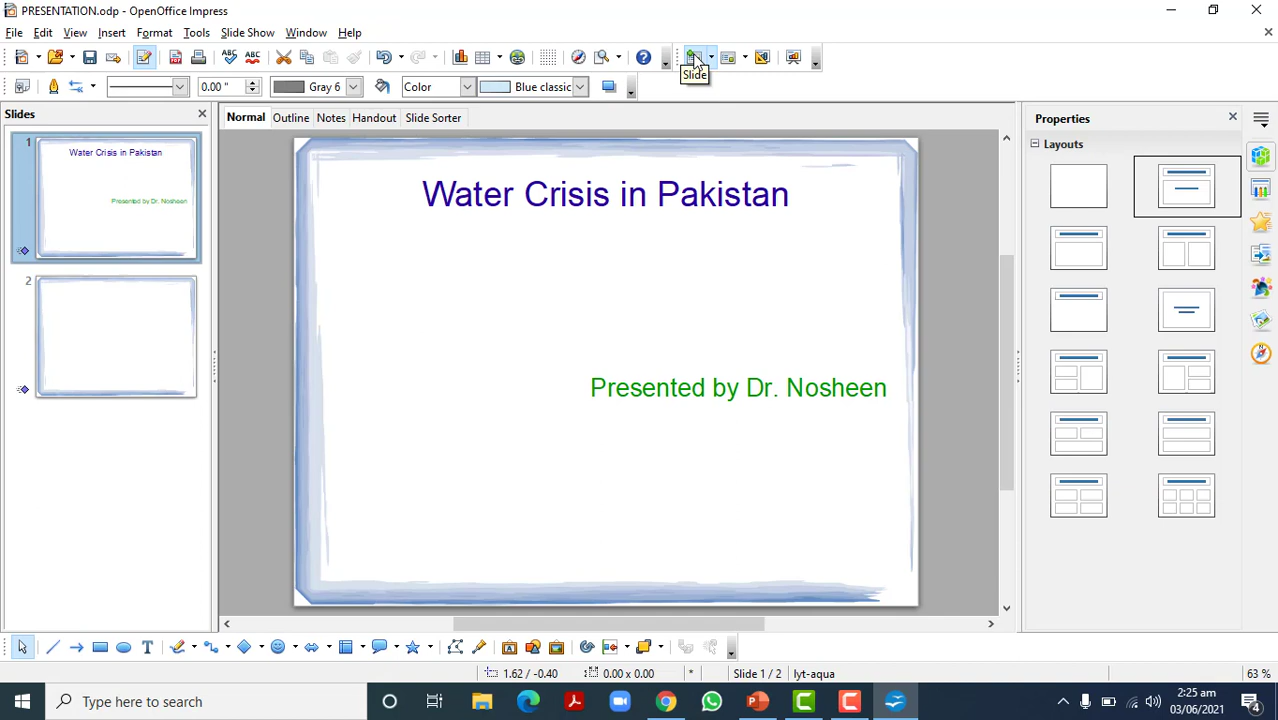 PRESENTATION.odp - OpenOffice Impress
File Edit View Insert Format Tools Slide Show Window Help
Slide
0.00 " Gray 6 Color Blue classic
Slides
Normal Outline Notes Handout Slide Sorter
Properties
Layouts
1
Water Crisis in Pakistan
Presented by Dr. Nosheen
2
Water Crisis in Pakistan
Presented by Dr. Nosheen
1.62 / -0.40 0.00 x 0.00 * Slide 1 / 2 lyt-aqua 63 %
Type here to search
2:25 am
03/06/2021
4